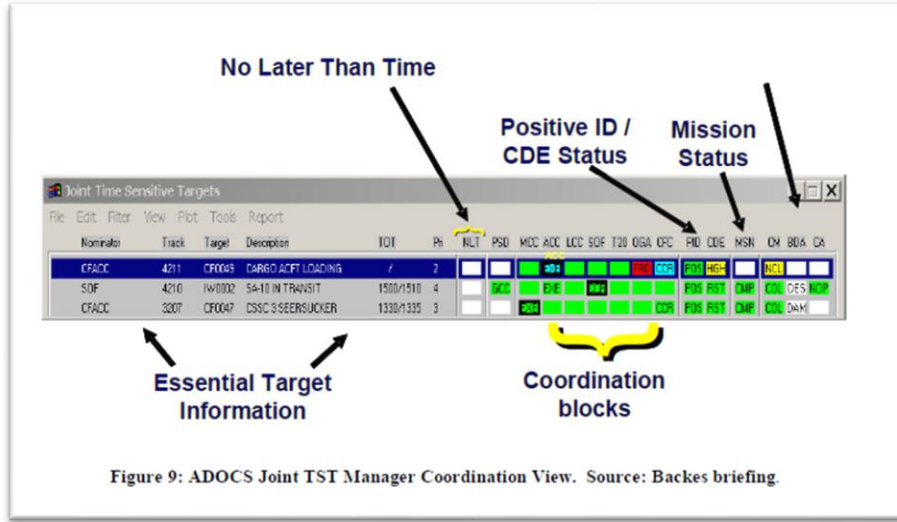 No Later Than Time
Positive ID /
CDE Status
Mission
Status
Joint Time Sensitive Targets
File Edit Filter View Plot Tools Report
Nominator Track Target Description TOT Pri NLT PSD MCC ACC LCC SOF T20 OGA CFC PID CDE MSN CM BDA CA
CFACC 4211 CF0049 CARGO ACFT LOADING / 2 FRD COR POS HGH NCL
SOF 4210 IW0002 SA-10 IN TRANSIT 1500/1510 4 GCC EXE POS RST CMP COL DES NOP
CFACC 3207 CF0047 CSSC 3 SEERSUCKER 1330/1335 3 COR POS RST CMP COL DAM
Essential Target
Information
Coordination
blocks
Figure 9: ADOCS Joint TST Manager Coordination View. Source: Backes briefing.